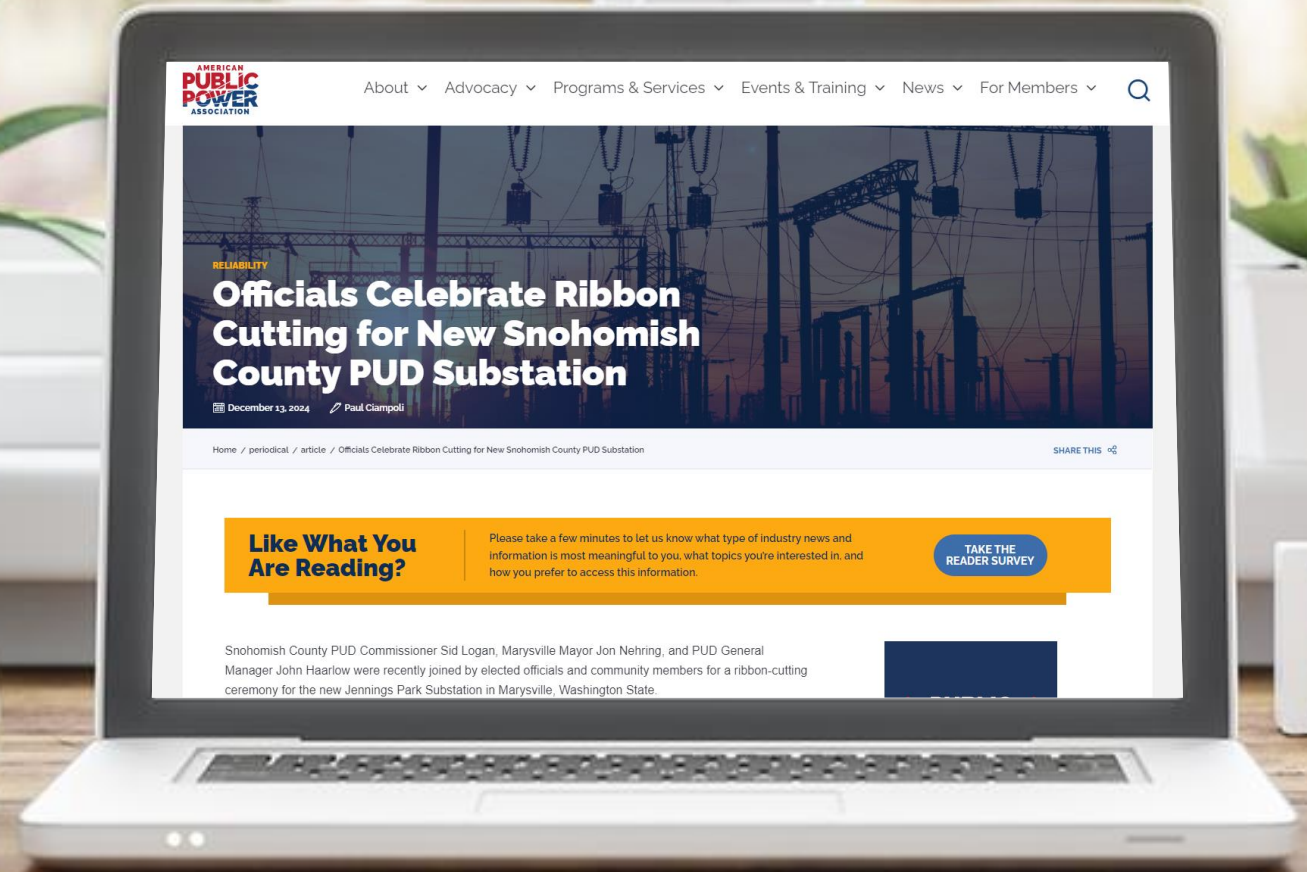 AMERICAN
PUBLIC
POWER
ASSOCIATION
About
Advocacy
Programs & Services
Events & Training
News
For Members
RELIABILITY
Officials Celebrate Ribbon
Cutting for New Snohomish
County PUD Substation
December 13, 2024 Paul Ciampoli
Home / periodical / article / Officials Celebrate Ribbon Cutting for New Snohomish County PUD Substation
SHARE THIS
Like What You
Are Reading?
Please take a few minutes to let us know what type of industry news and
information is most meaningful to you, what topics you're interested in, and
how you prefer to access this information.
TAKE THE
READER SURVEY
Snohomish County PUD Commissioner Sid Logan, Marysville Mayor Jon Nehring, and PUD General
Manager John Haarlow were recently joined by elected officials and community members for a ribbon-cutting
ceremony for the new Jennings Park Substation in Marysville, Washington State.